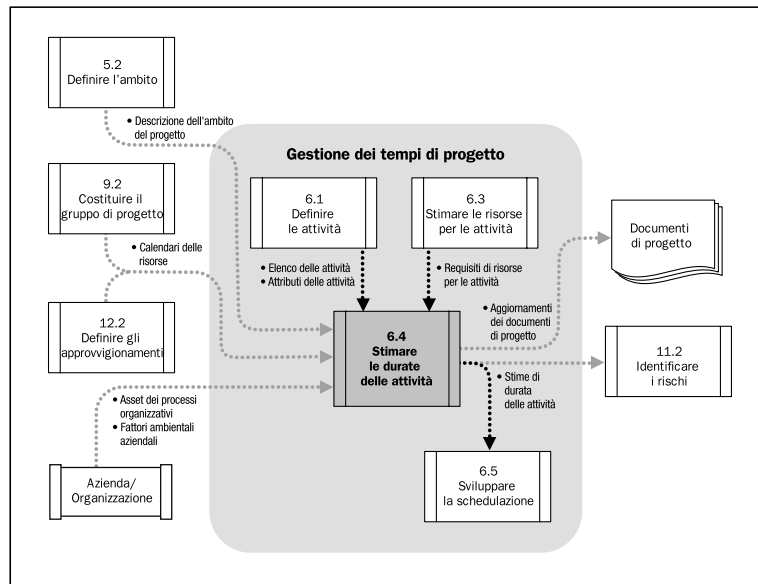 5.2
Definire l'ambito
• Descrizione dell'ambito
del progetto
Gestione dei tempi di progetto
9.2
Costituire il
gruppo di progetto
6.1
Definire
le attività
6.3
Stimare le risorse
per le attività
Documenti
di progetto
• Calendari delle
risorse
• Elenco delle attività
• Attributi delle attività
• Requisiti di risorse
per le attività
12.2
Definire gli
approvvigionamenti
6.4
Stimare
le durate
delle attività
• Aggiornamenti
dei documenti
di progetto
11.2
Identificare
i rischi
• Asset dei processi
organizzativi
• Fattori ambientali
aziendali
• Stime di
durata
delle attività
Azienda/
Organizzazione
6.5
Sviluppare
la schedulazione